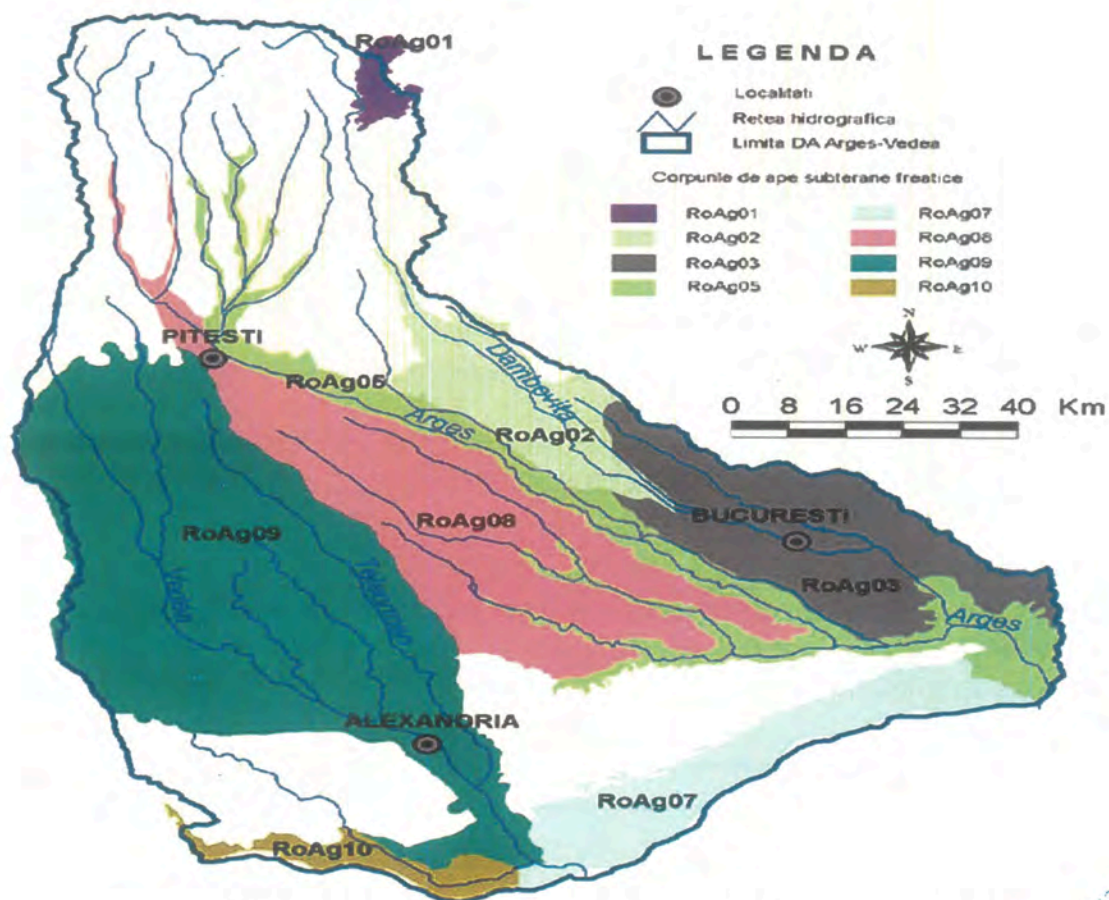 RoAg01
LEGENDA
Localitati
Retea hidrografica
Limita DA Arges-Vedea
Corpurile de ape subterane freatice
RoAg01
RoAg07
RoAg02
RoAg08
RoAg03
RoAg09
RoAg05
RoAg10
N
W
E
S
0 8 16 24 32 40 Km
PITESTI
Dambovita
RoAg05
Arges
RoAg02
BUCURESTI
RoAg08
RoAg09
Vedea
RoAg03
Arges
ALEXANDRIA
RoAg07
RoAg10